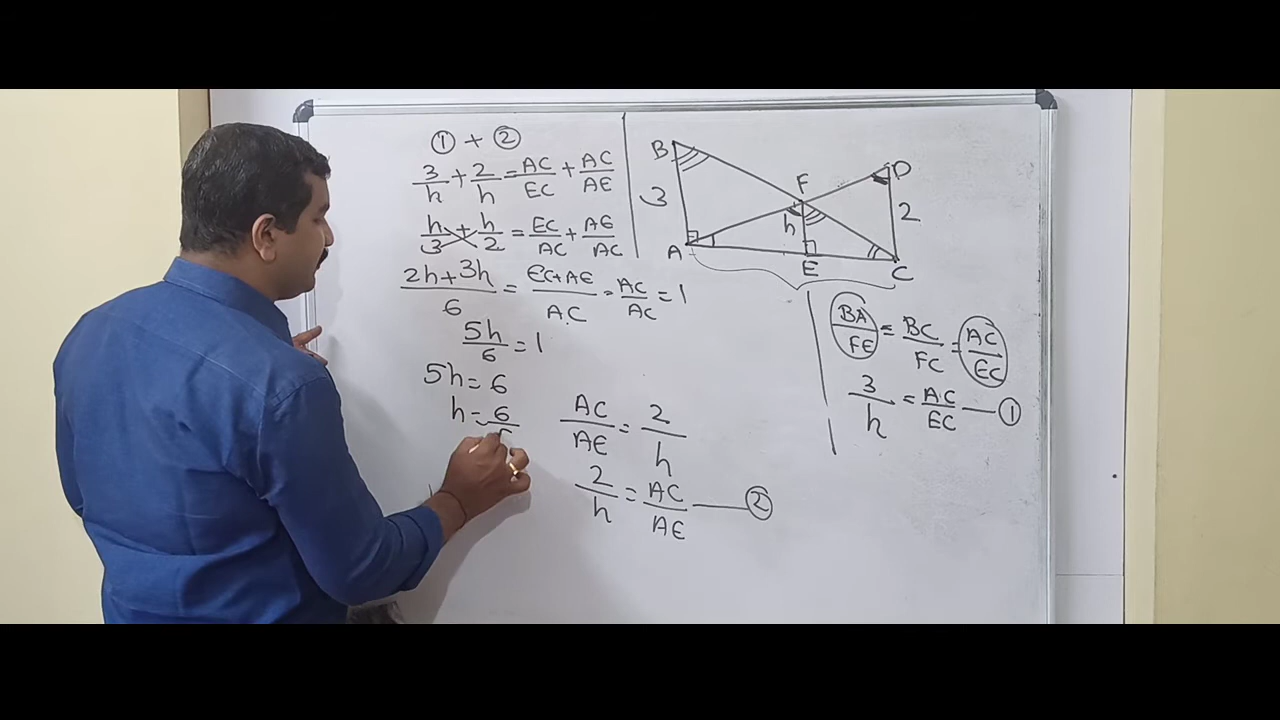 ① + ②
3/h + 2/h = AC/EC + AC/AE
h/3 + h/2 = EC/AC + AE/AC
2h+3h/6 = EC+AE/AC = AC/AC = 1
5h/6 = 1
5h = 6
h = 6/
AC/AE = 2/h
2/h = AC/AE — ②
B
D
F
3
h
2
A
E
C
BA/FE = BC/FC = AC/EC
3/h = AC/EC — ①